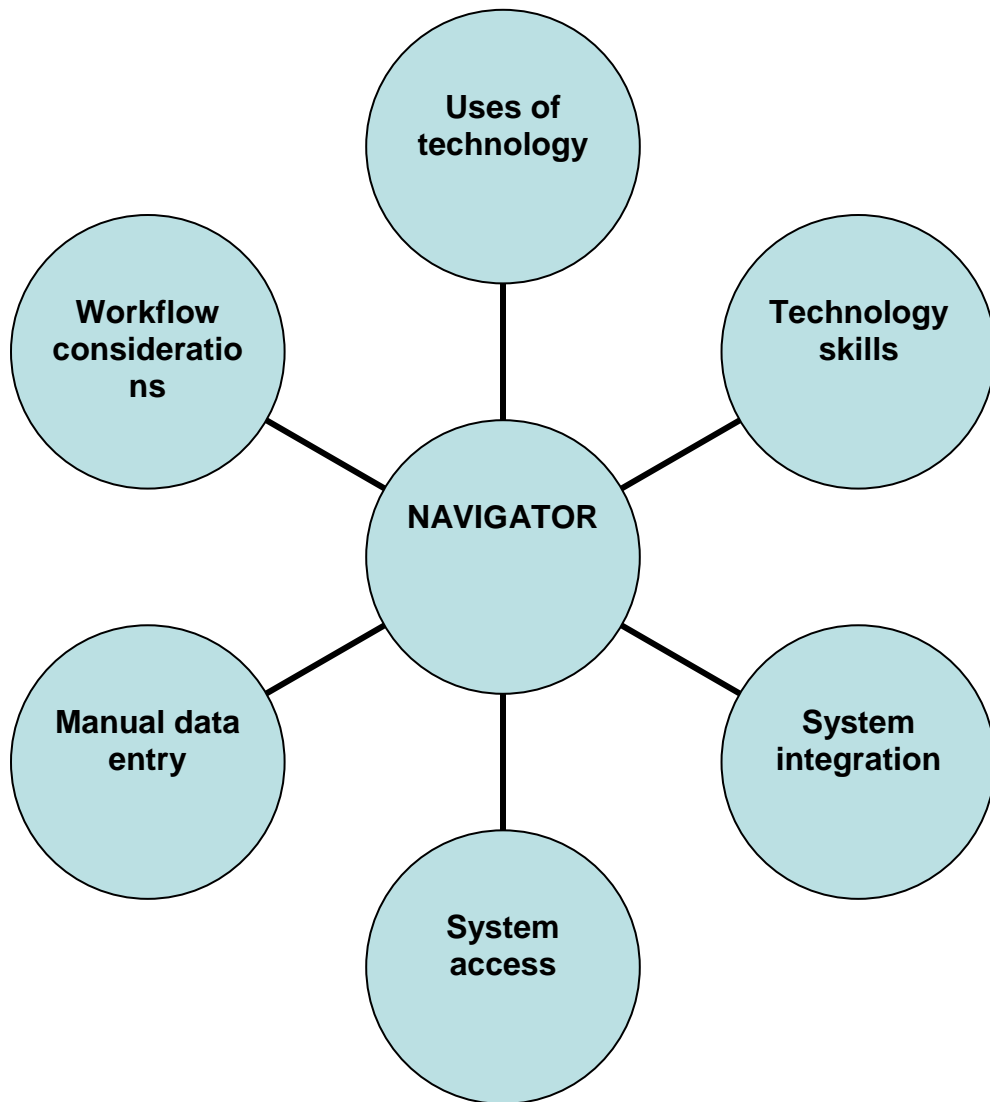 Uses of
technology
Workflow
consideratio
ns
Technology
skills
NAVIGATOR
Manual data
entry
System
integration
System
access